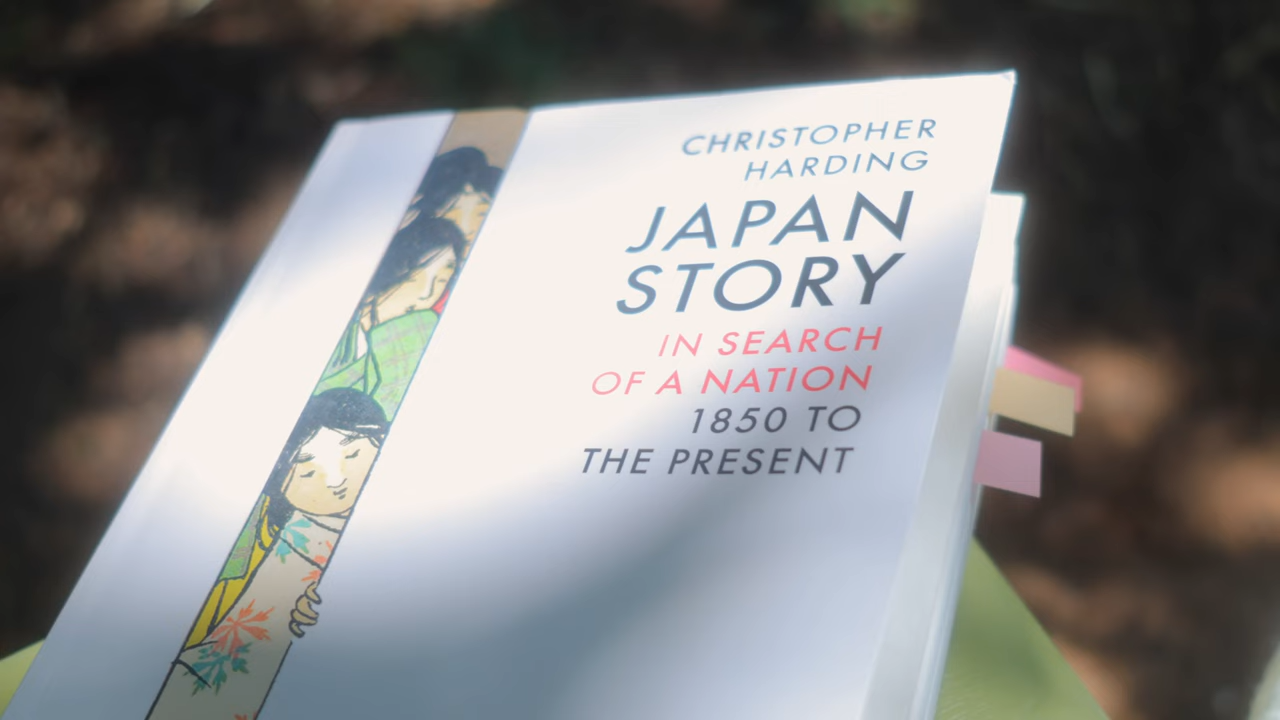 CHRISTOPHER
HARDING
JAPAN
STORY
IN SEARCH
OF A NATION
1850 TO
THE PRESENT